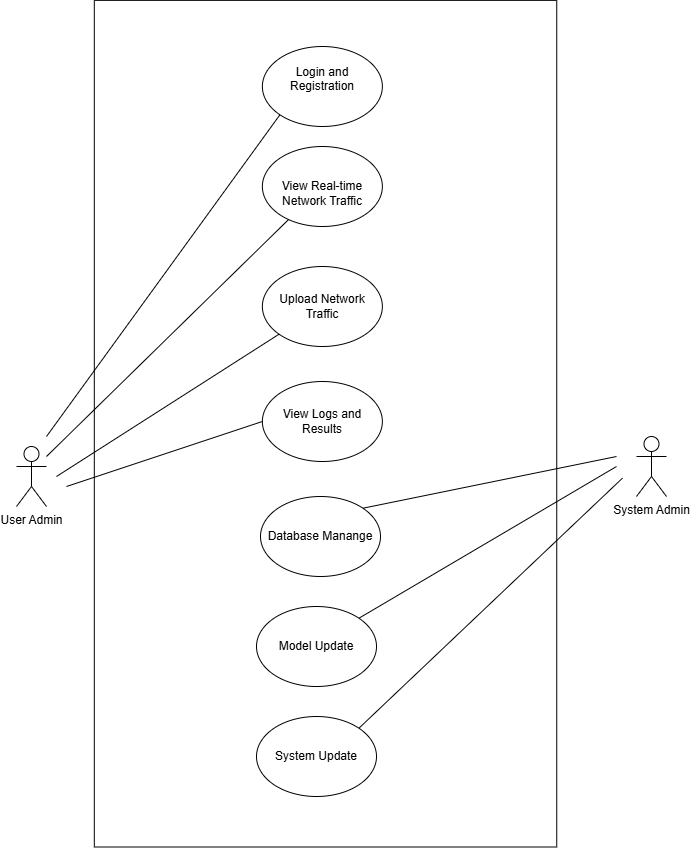 Login and
Registration
View Real-time
Network Traffic
Upload Network
Traffic
View Logs and
Results
User Admin
System Admin
Database Manange
Model Update
System Update